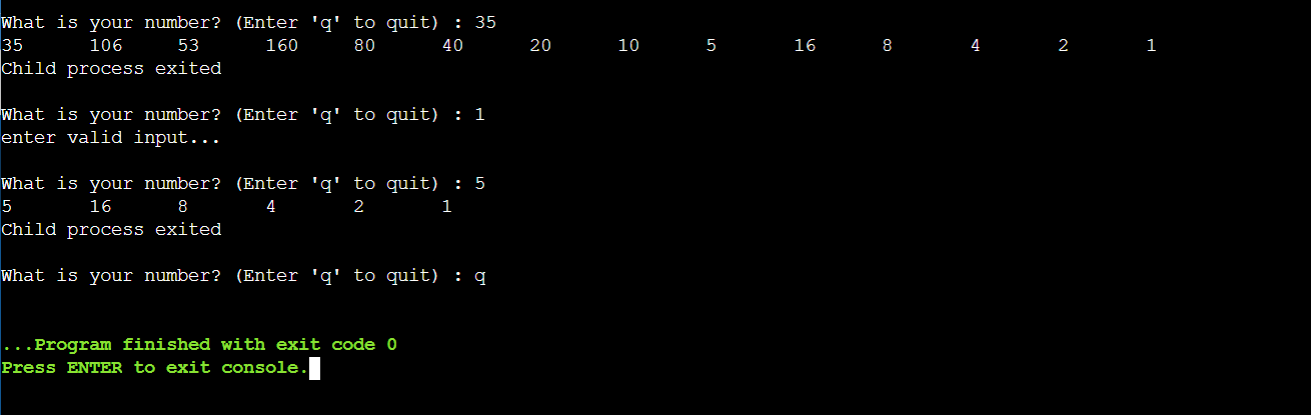 What is your number? (Enter 'q' to quit) : 35
35 106 53 160 80 40 20 10 5 16 8 4 2 1
Child process exited
What is your number? (Enter 'q' to quit) : 1
enter valid input...
What is your number? (Enter 'q' to quit) : 5
5 16 8 4 2 1
Child process exited
What is your number? (Enter 'q' to quit) : q
...Program finished with exit code 0
Press ENTER to exit console.